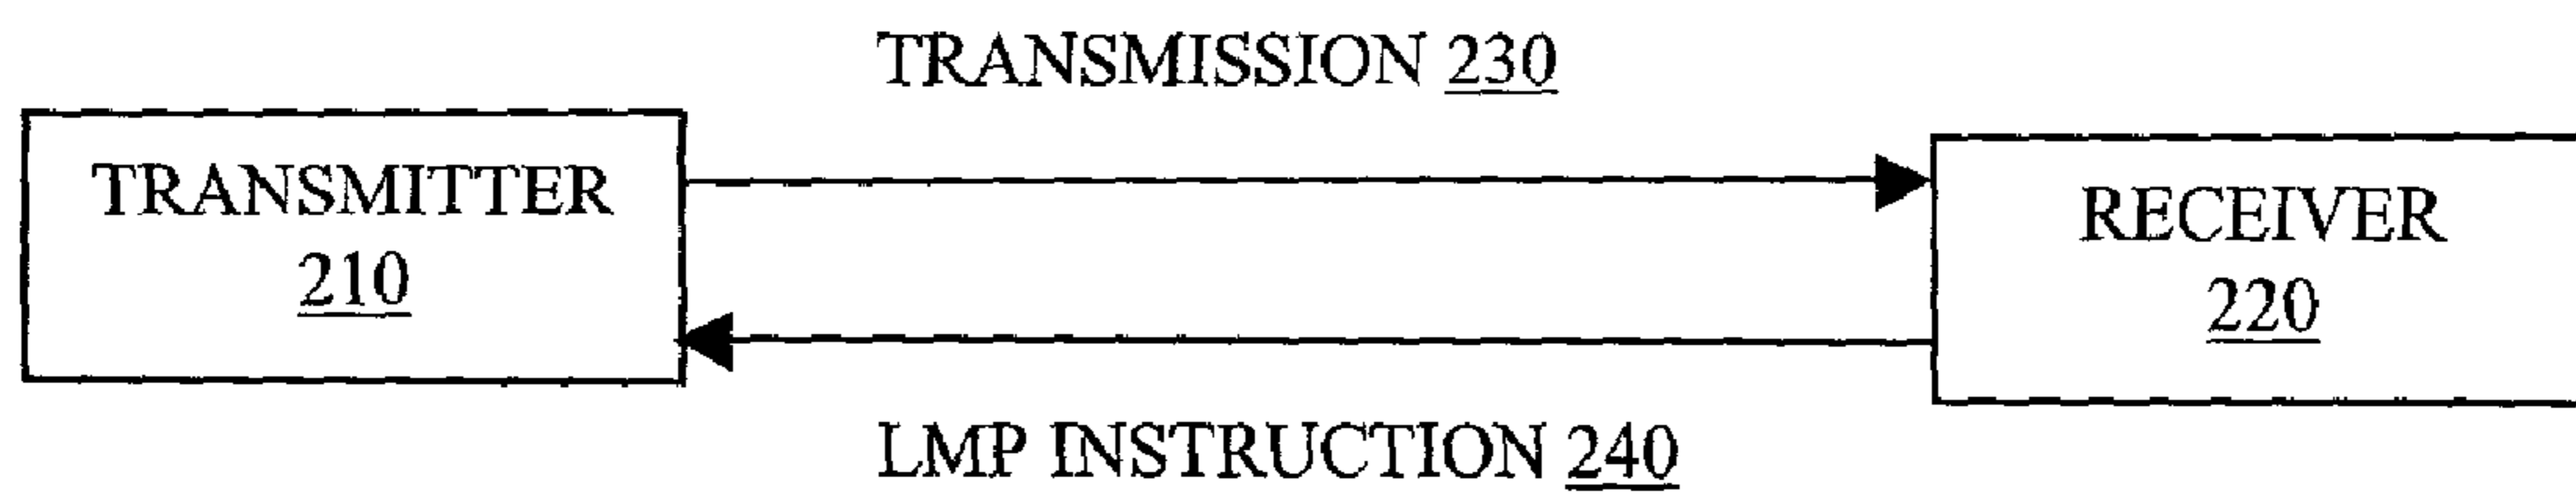 TRANSMISSION 230
TRANSMITTER
210
RECEIVER
220
LMP INSTRUCTION 240